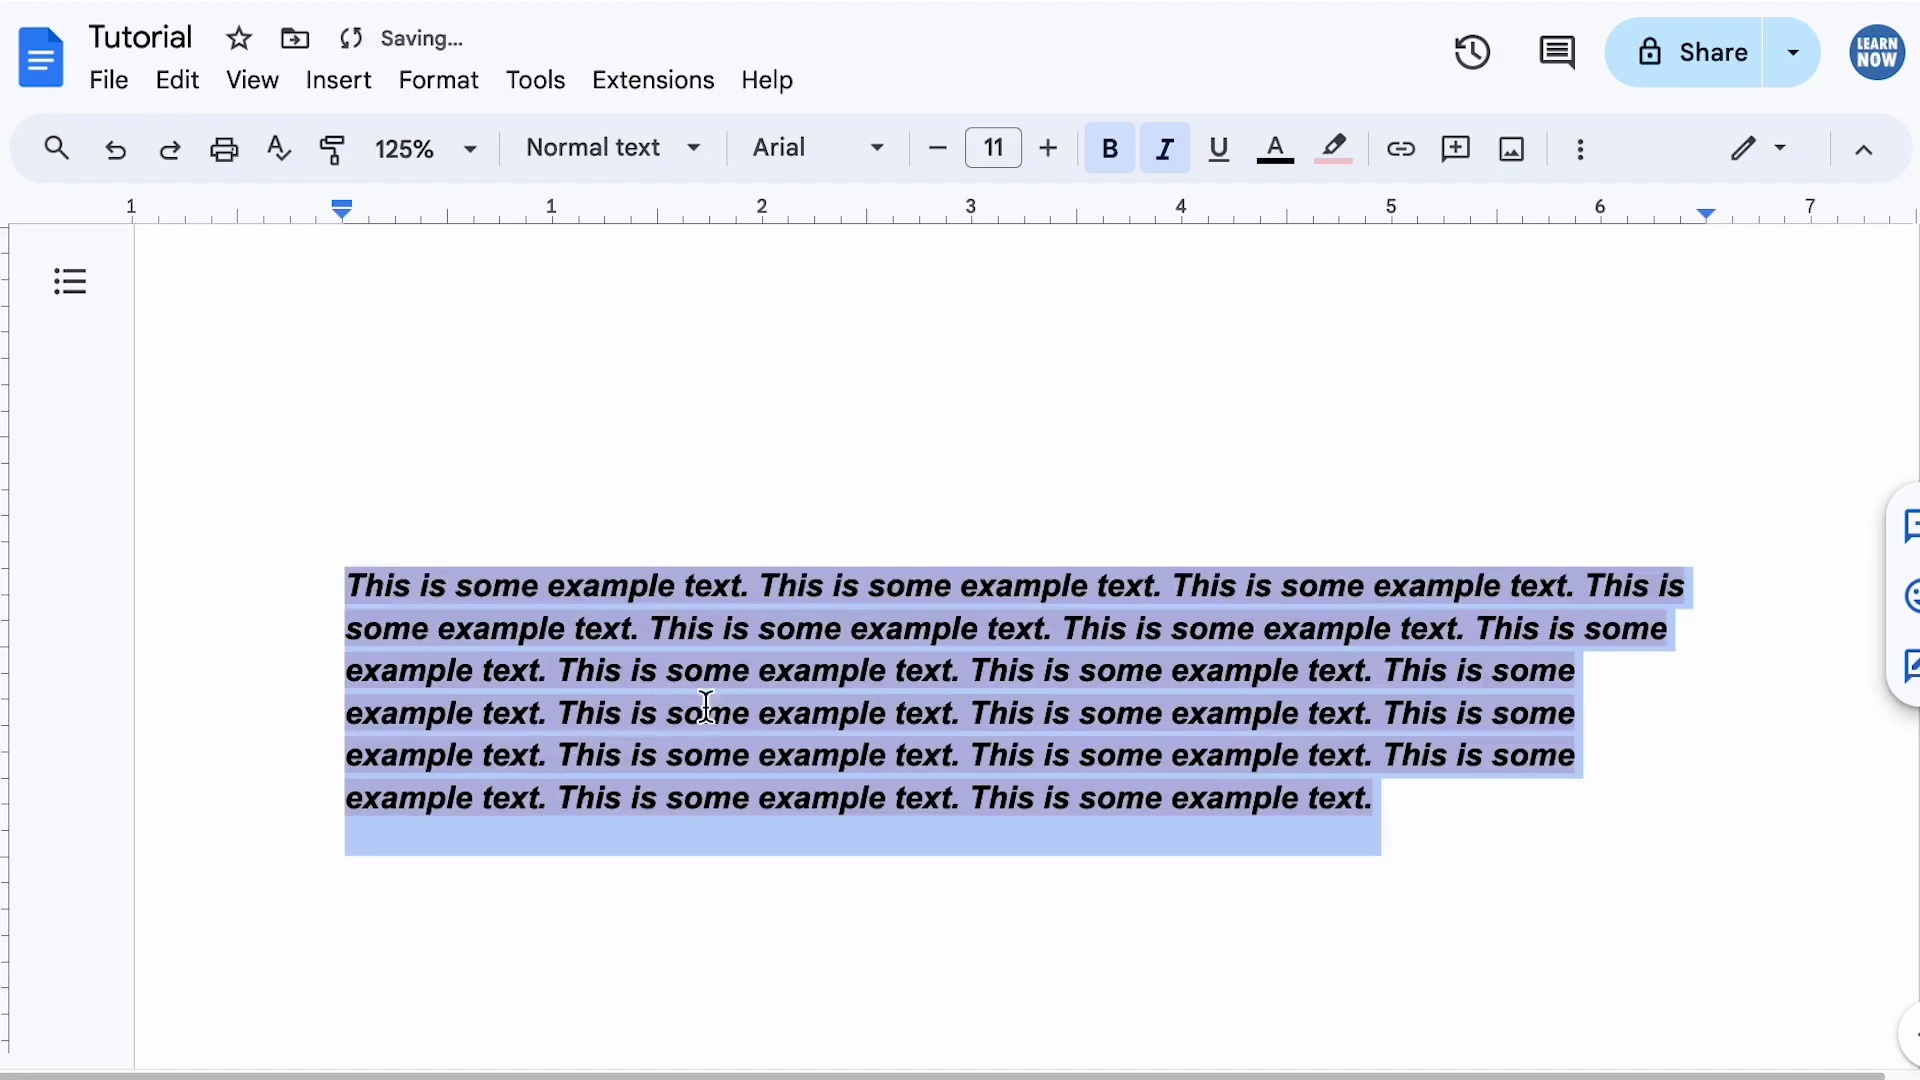 Tutorial Saving...
File Edit View Insert Format Tools Extensions Help
Share
LEARN
NOW
125% Normal text Arial 11 B I U A
1 1 2 3 4 5 6 7
This is some example text. This is some example text. This is some example text. This is
some example text. This is some example text. This is some example text. This is some
example text. This is some example text. This is some example text. This is some
example text. This is some example text. This is some example text. This is some
example text. This is some example text. This is some example text. This is some
example text. This is some example text. This is some example text.